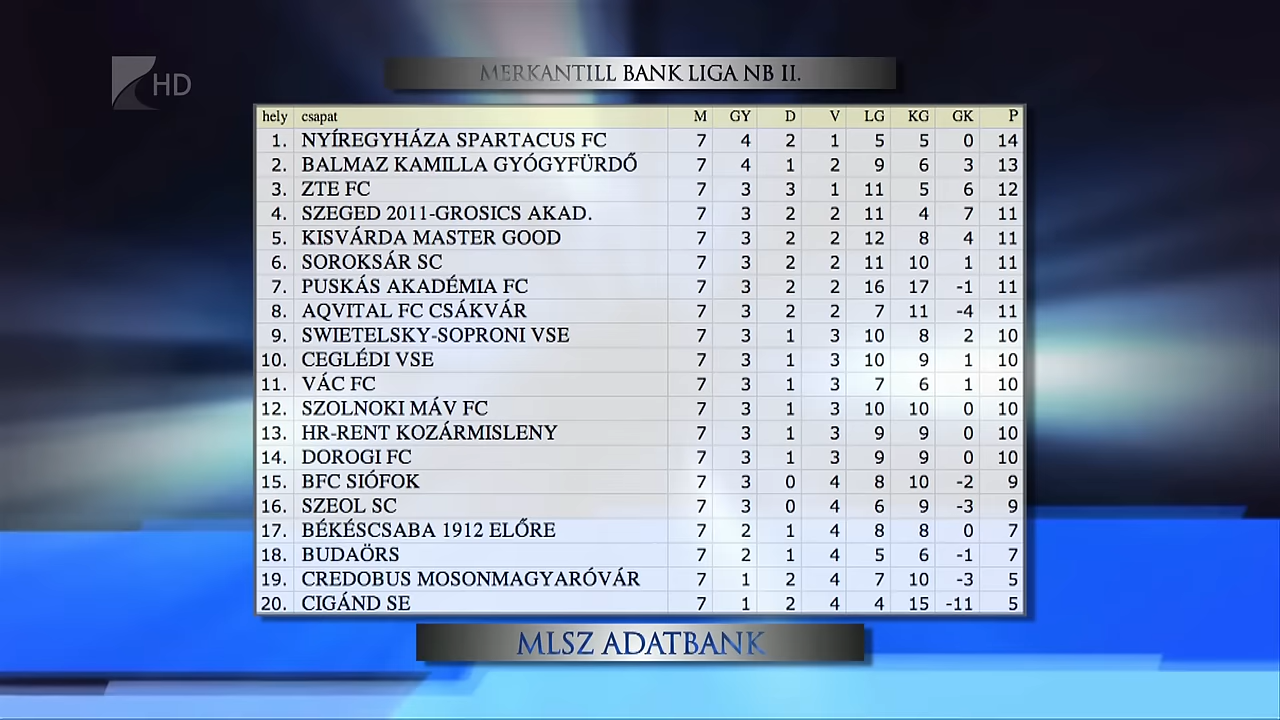 MERKANTILL BANK LIGA NB II.
HD
hely csapat M GY D V LG KG GK P
1. NYÍREGYHÁZA SPARTACUS FC 7 4 2 1 5 5 0 14
2. BALMAZ KAMILLA GYÓGYFÜRDŐ 7 4 1 2 9 6 3 13
3. ZTE FC 7 3 3 1 11 5 6 12
4. SZEGED 2011-GROSICS AKAD. 7 3 2 2 11 4 7 11
5. KISVÁRDA MASTER GOOD 7 3 2 2 12 8 4 11
6. SOROKSÁR SC 7 3 2 2 11 10 1 11
7. PUSKÁS AKADÉMIA FC 7 3 2 2 16 17 -1 11
8. AQVITAL FC CSÁKVÁR 7 3 2 2 7 11 -4 11
9. SWIETELSKY-SOPRONI VSE 7 3 1 3 10 8 2 10
10. CEGLÉDI VSE 7 3 1 3 10 9 1 10
11. VÁC FC 7 3 1 3 7 6 1 10
12. SZOLNOKI MÁV FC 7 3 1 3 10 10 0 10
13. HR-RENT KOZÁRMISLENY 7 3 1 3 9 9 0 10
14. DOROGI FC 7 3 1 3 9 9 0 10
15. BFC SIÓFOK 7 3 0 4 8 10 -2 9
16. SZEOL SC 7 3 0 4 6 9 -3 9
17. BÉKÉSCSABA 1912 ELŐRE 7 2 1 4 8 8 0 7
18. BUDAÖRS 7 2 1 4 5 6 -1 7
19. CREDOBUS MOSONMAGYARÓVÁR 7 1 2 4 7 10 -3 5
20. CIGÁND SE 7 1 2 4 4 15 -11 5
MLSZ ADATBANK